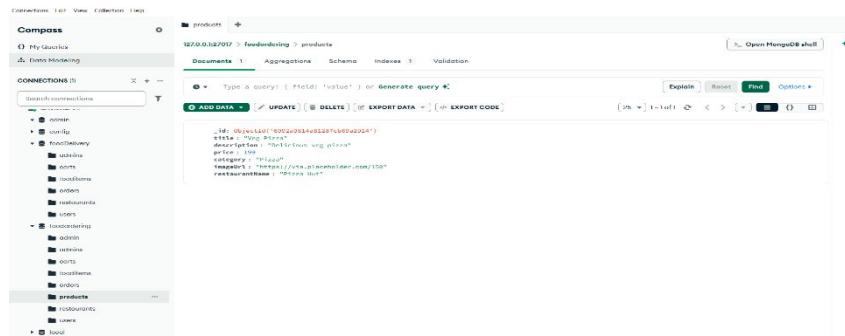 Connections Edit View Collection Help
Compass
My Queries
Data Modeling
CONNECTIONS (1)
Search connections
admin
config
foodDelivery
admins
carts
fooditems
orders
restaurants
users
foodordering
admin
admins
carts
fooditems
orders
products
restaurants
users
local
products
127.0.0.1:27017 > foodordering > products
Open MongoDB shell
Documents 1 Aggregations Schema Indexes 1 Validation
Type a query: { field: 'value' } or Generate query
Explain Reset Find Options
ADD DATA UPDATE DELETE EXPORT DATA EXPORT CODE
25 1-1 of 1
title : "Veg Pizza"
description : "Delicious veg pizza"
price : 199
category : "Pizza"
imageUrl : "https://via.placeholder.com/150"
restaurantName : "Pizza Hut"